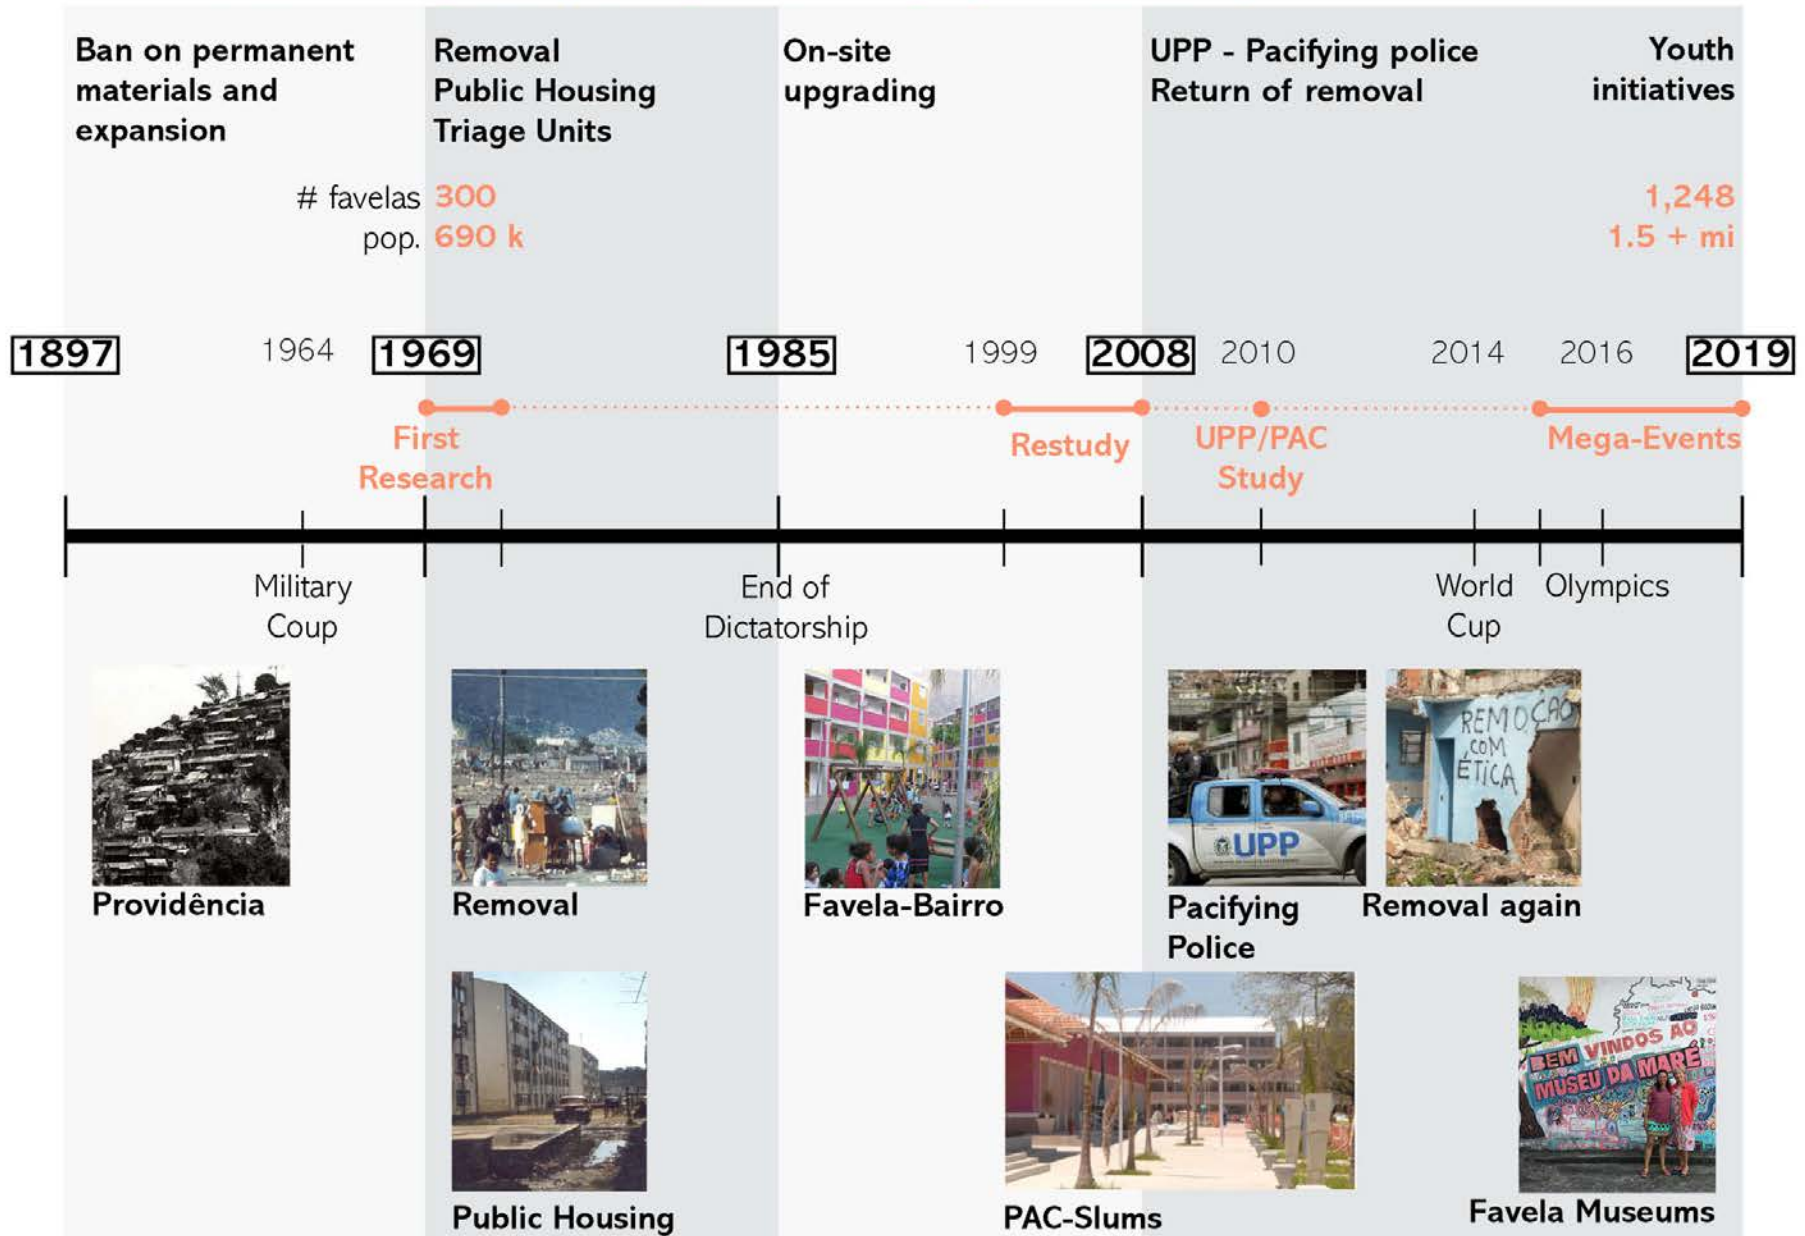 Ban on permanent
materials and
expansion
Removal
Public Housing
Triage Units
On-site
upgrading
UPP - Pacifying police
Return of removal
Youth
initiatives
# favelas 300
pop. 690 k
1,248
1.5 + mi
1897
1964
1969
1985
1999
2008
2010
2014
2016
2019
First
Research
Restudy
UPP/PAC
Study
Mega-Events
Military
Coup
End of
Dictatorship
World
Cup
Olympics
UPP
REMOÇÃO
COM
ÉTICA
Providência
Removal
Favela-Bairro
Pacifying
Police
Removal again
BEM VINDOS AO
MUSEU DA MARÉ
Public Housing
PAC-Slums
Favela Museums